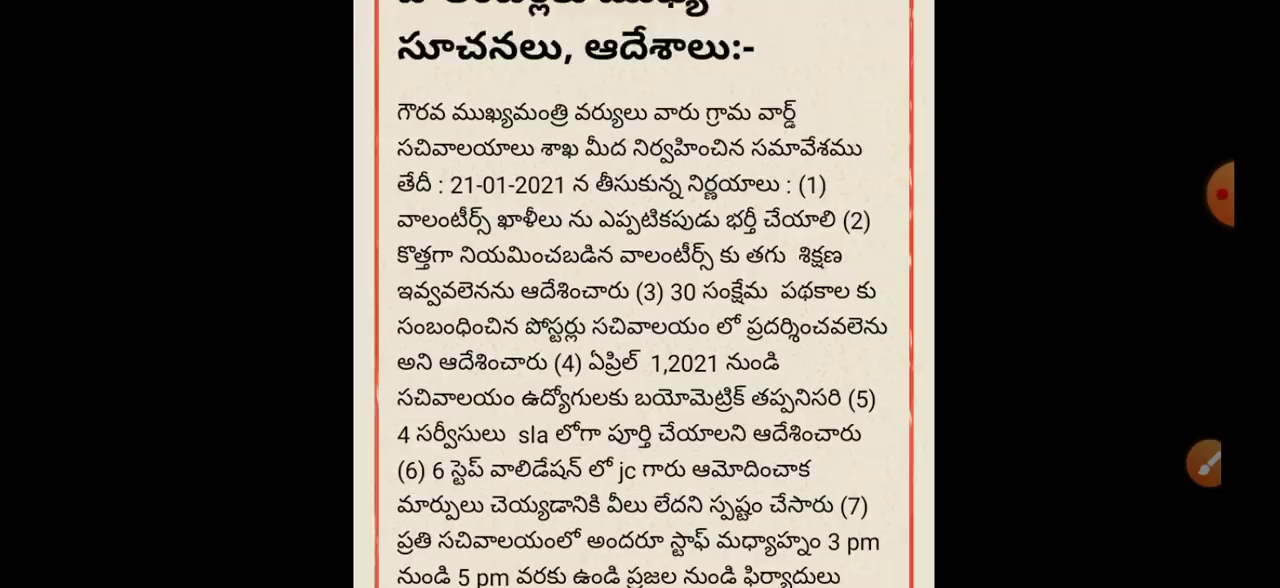 సూచనలు, ఆదేశాలు:-
గౌరవ ముఖ్యమంత్రి వర్యులు వారు గ్రామ వార్డ్
సచివాలయాలు శాఖ మీద నిర్వహించిన సమావేశము
తేదీ : 21-01-2021 న తీసుకున్న నిర్ణయాలు : (1)
వాలంటీర్స్ ఖాళీలు ను ఎప్పటికపుడు భర్తీ చేయాలి (2)
కొత్తగా నియమించబడిన వాలంటీర్స్ కు తగు శిక్షణ
ఇవ్వవలెనను ఆదేశించారు (3) 30 సంక్షేమ పథకాల కు
సంబంధించిన పోస్టర్లు సచివాలయం లో ప్రదర్శించవలెను
అని ఆదేశించారు (4) ఏప్రిల్ 1,2021 నుండి
సచివాలయం ఉద్యోగులకు బయోమెట్రిక్ తప్పనిసరి (5)
4 సర్వీసులు sla లోగా పూర్తి చేయాలని ఆదేశించారు
(6) 6 స్టెప్ వాలిడేషన్ లో jc గారు ఆమోదించాక
మార్పులు చెయ్యడానికి వీలు లేదని స్పష్టం చేసారు (7)
ప్రతి సచివాలయంలో అందరూ స్టాఫ్ మధ్యాహ్నం 3 pm
నుండి 5 pm వరకు ఉండి ప్రజల నుండి ఫిర్యాదులు